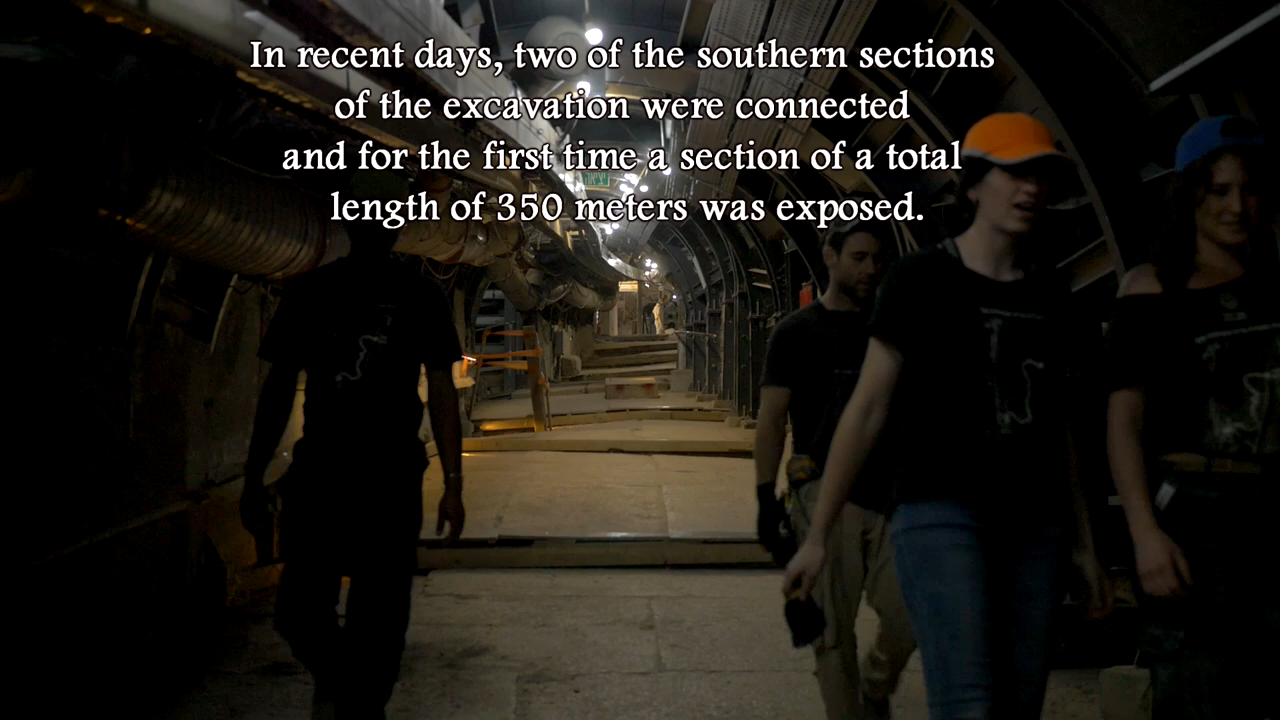 In recent days, two of the southern sections
of the excavation were connected
and for the first time a section of a total
length of 350 meters was exposed.
יציאה